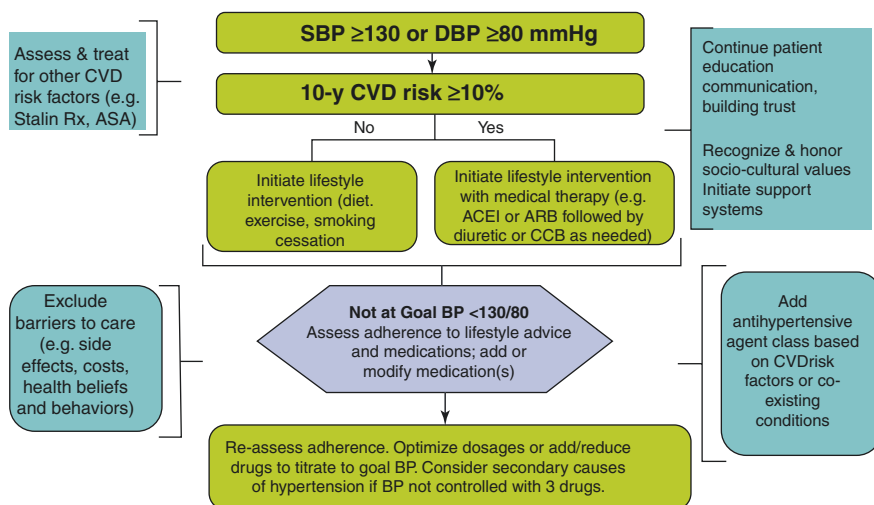 SBP ≥130 or DBP ≥80 mmHg
Assess & treat
for other CVD
risk factors (e.g.
Stalin Rx, ASA)
10-y CVD risk ≥10%
Continue patient
education
communication,
building trust
Recognize & honor
socio-cultural values
Initiate support
systems
No
Yes
Initiate lifestyle
intervention (diet.
exercise, smoking
cessation
Initiate lifestyle intervention
with medical therapy (e.g.
ACEI or ARB followed by
diuretic or CCB as needed)
Exclude
barriers to care
(e.g. side
effects, costs,
health beliefs
and behaviors)
Not at Goal BP <130/80
Assess adherence to lifestyle advice
and medications; add or
modify medication(s)
Add
antihypertensive
agent class based
on CVDrisk
factors or co-
existing
conditions
Re-assess adherence. Optimize dosages or add/reduce
drugs to titrate to goal BP. Consider secondary causes
of hypertension if BP not controlled with 3 drugs.